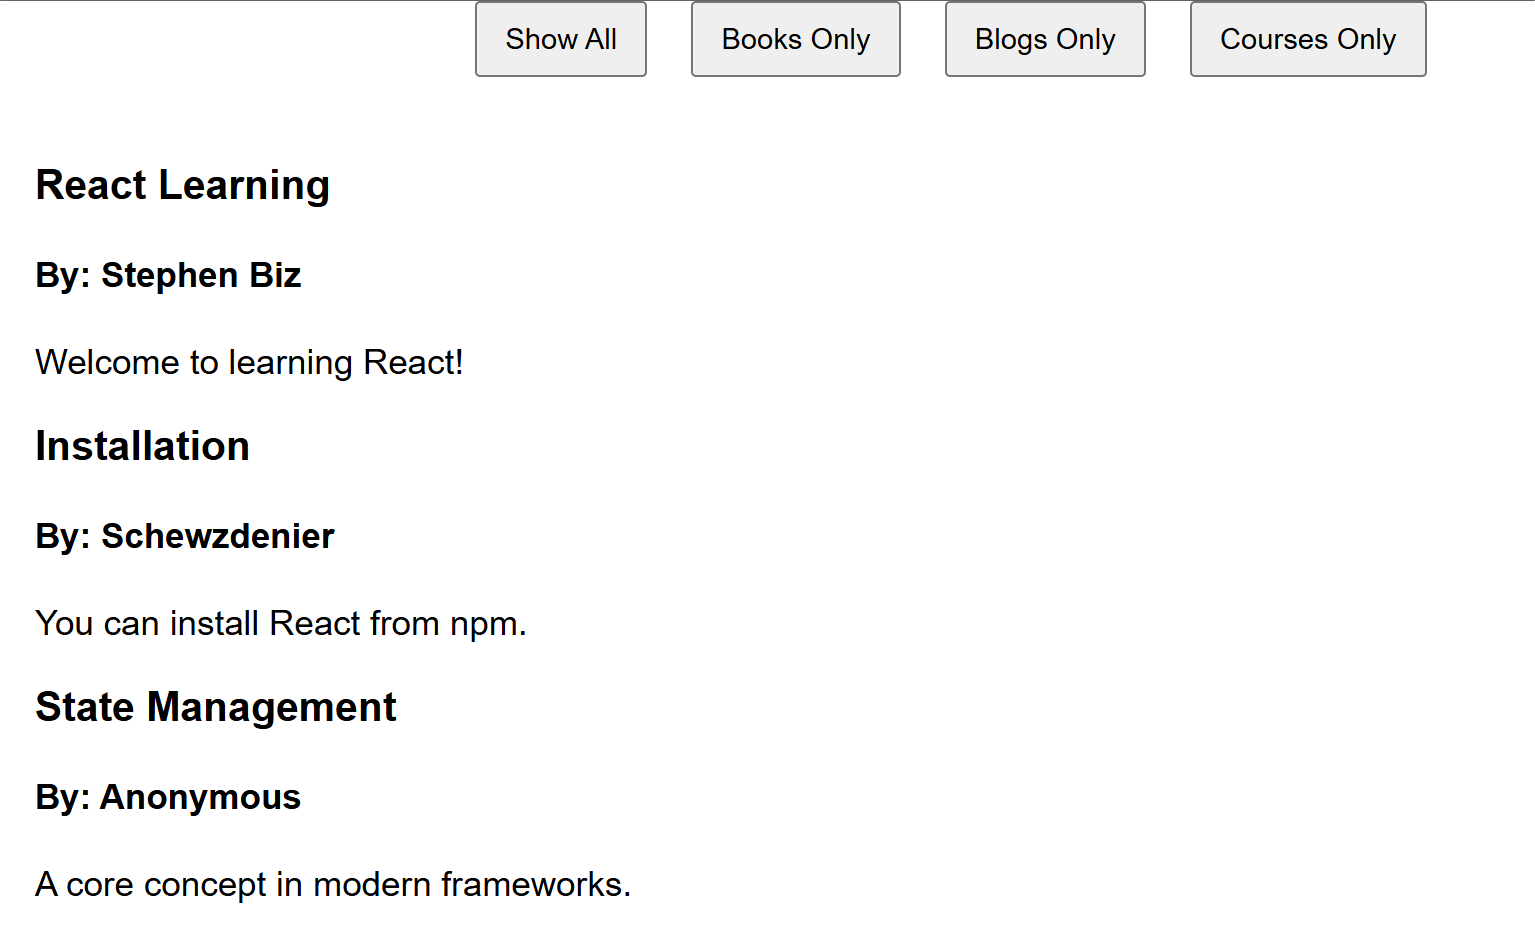 Show All Books Only Blogs Only Courses Only
React Learning
By: Stephen Biz
Welcome to learning React!
Installation
By: Schewzdenier
You can install React from npm.
State Management
By: Anonymous
A core concept in modern frameworks.